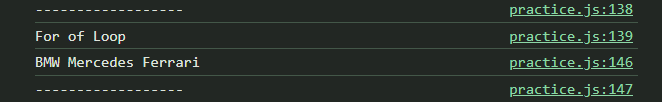 ------------------ practice.js:138
For of Loop practice.js:139
BMW Mercedes Ferrari practice.js:146
------------------ practice.js:147